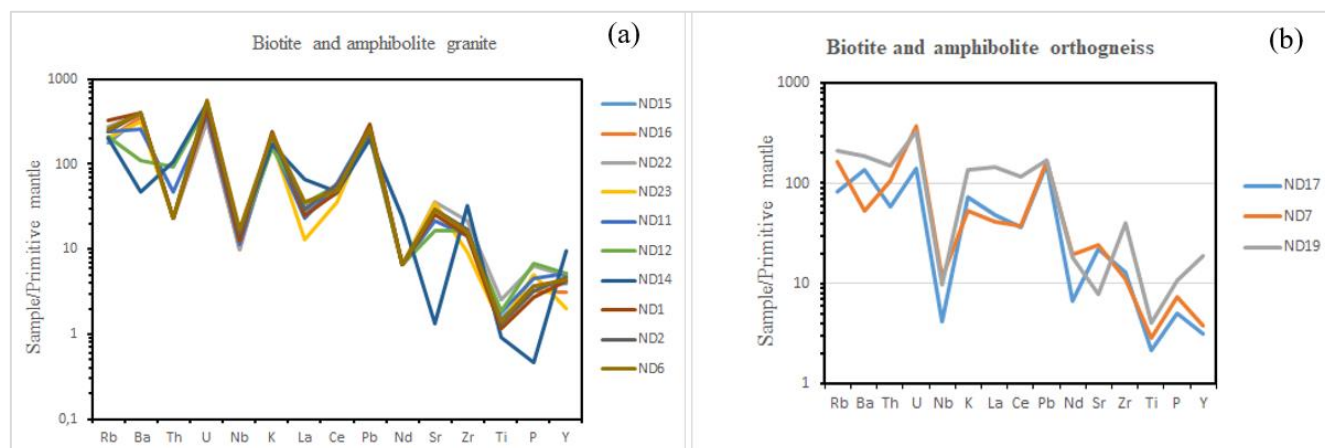 Biotite and amphibolite granite
(a)
Sample/Primitive mantle
1000
100
10
1
0,1
Rb Ba Th U Nb K La Ce Pb Nd Sr Zr Ti P Y
ND15
ND16
ND22
ND23
ND11
ND12
ND14
ND1
ND2
ND6
Biotite and amphibolite orthogneiss
(b)
Sample/Primitive mantle
1000
100
10
1
Rb Ba Th U Nb K La Ce Pb Nd Sr Zr Ti P Y
ND17
ND7
ND19